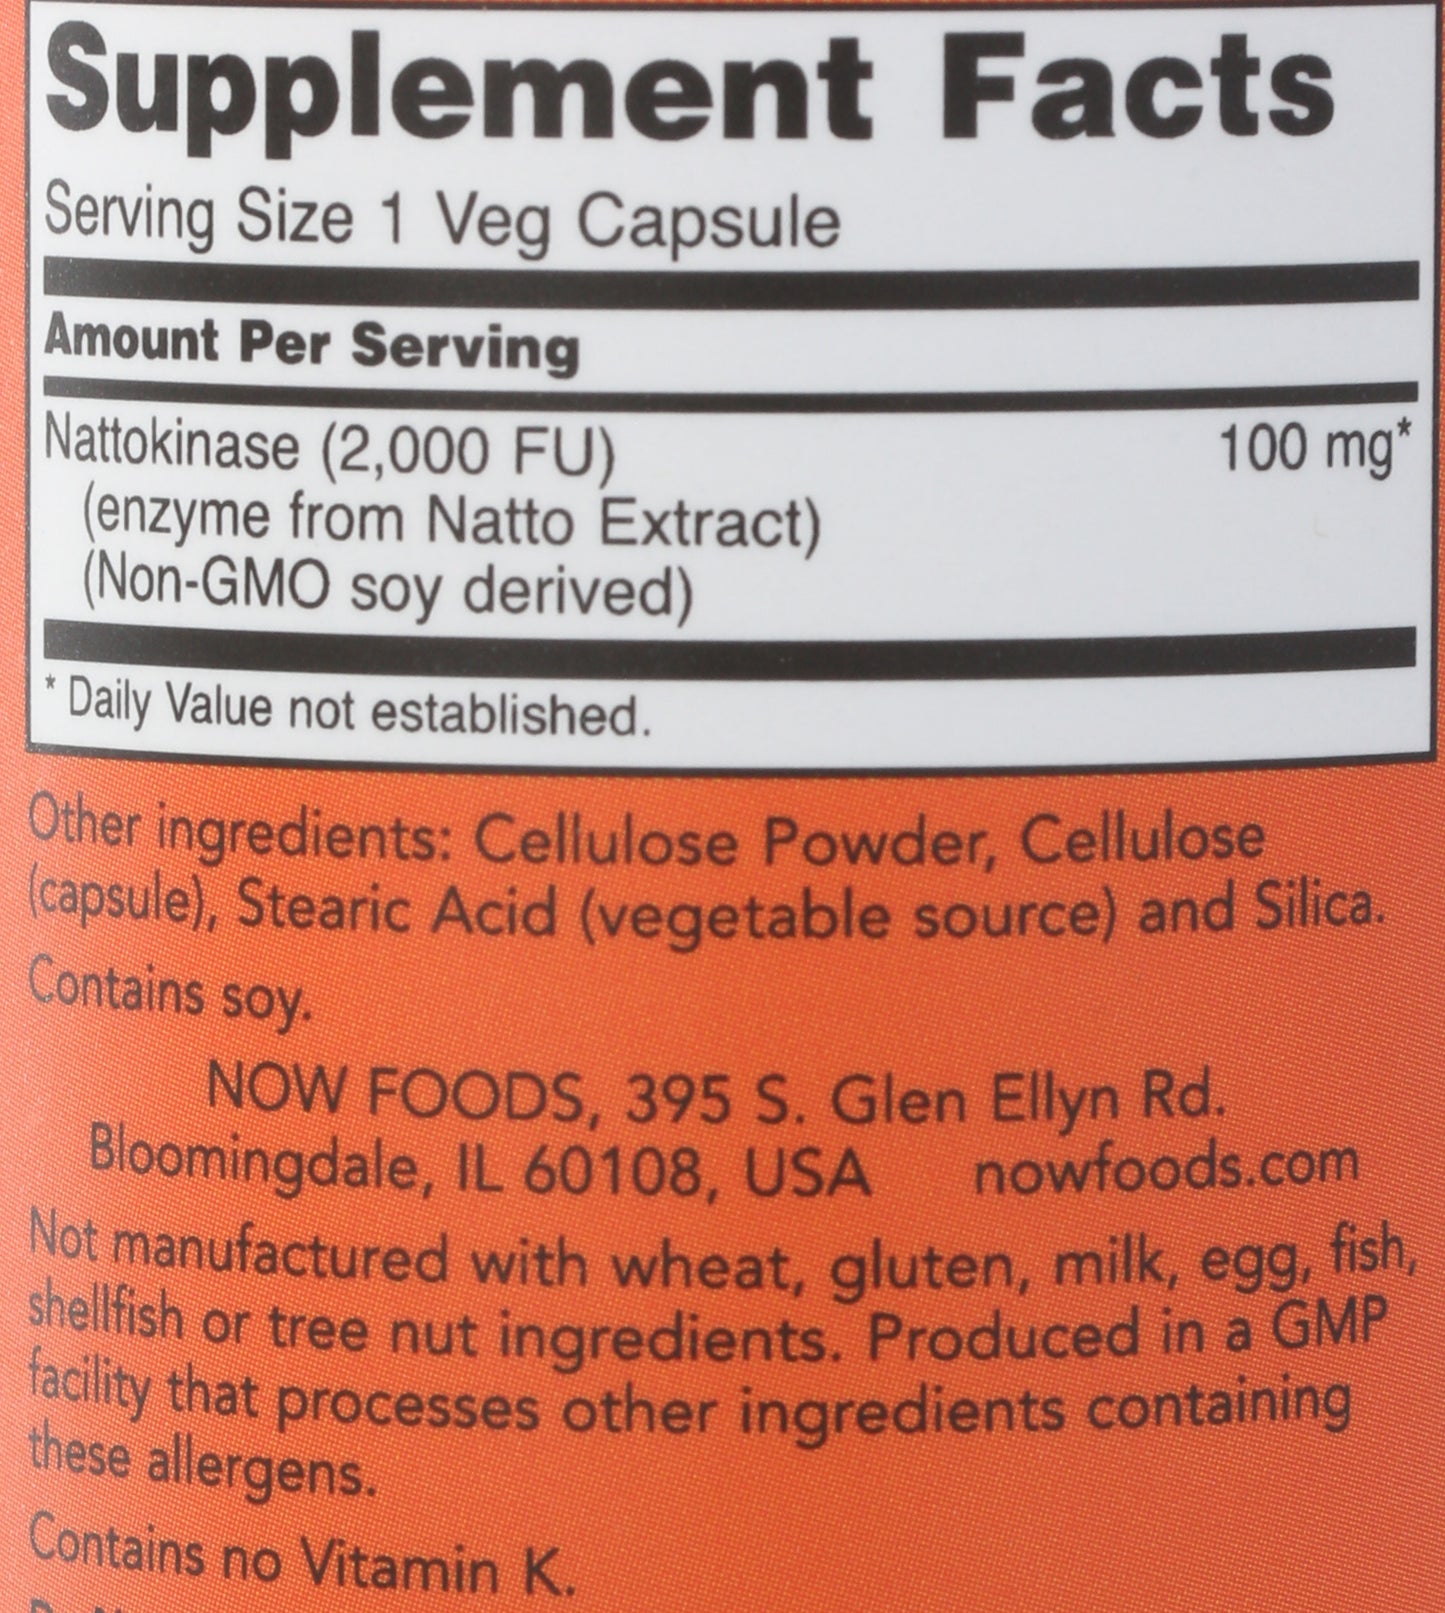 Supplement Facts
Serving Size 1 Veg Capsule
Amount Per Serving
Nattokinase (2,000 FU) 100 mg*
(enzyme from Natto Extract)
(Non-GMO soy derived)
* Daily Value not established.
Other ingredients: Cellulose Powder, Cellulose
(capsule), Stearic Acid (vegetable source) and Silica.
Contains soy.
NOW FOODS, 395 S. Glen Ellyn Rd.
Bloomingdale, IL 60108, USA nowfoods.com
Not manufactured with wheat, gluten, milk, egg, fish,
shellfish or tree nut ingredients. Produced in a GMP
facility that processes other ingredients containing
these allergens.
Contains no Vitamin K.